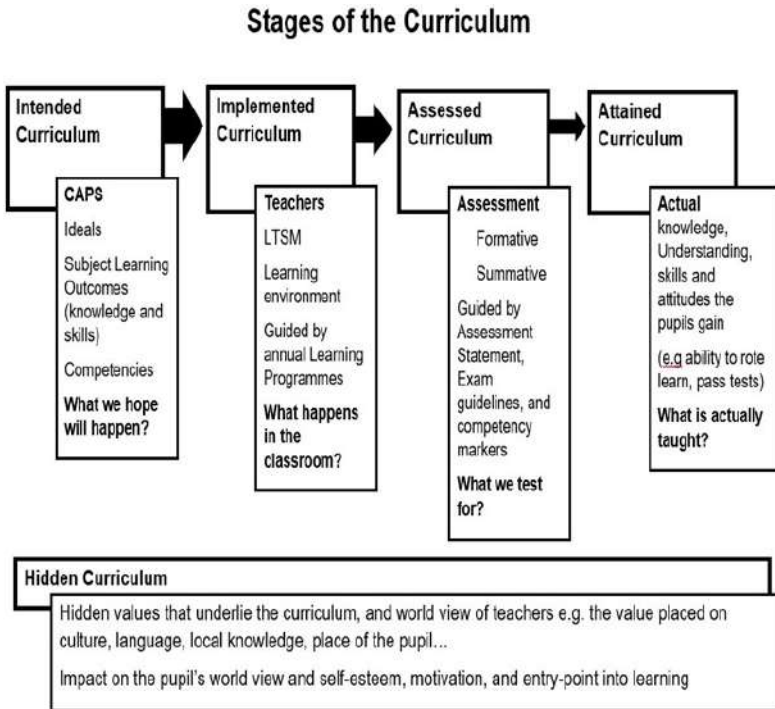 Stages of the Curriculum
Intended
Curriculum
CAPS
Ideals
Subject Learning
Outcomes
(knowledge and
skills)
Competencies
What we hope
will happen?
Implemented
Curriculum
Teachers
LTSM
Learning
environment
Guided by
annual Learning
Programmes
What happens
in the
classroom?
Assessed
Curriculum
Assessment
Formative
Summative
Guided by
Assessment
Statement,
Exam
guidelines, and
competency
markers
What we test
for?
Attained
Curriculum
Actual
knowledge,
Understanding,
skills and
attitudes the
pupils gain
(e.g ability to rote
learn, pass tests)
What is actually
taught?
Hidden Curriculum
Hidden values that underlie the curriculum, and world view of teachers e.g. the value placed on
culture, language, local knowledge, place of the pupil…
Impact on the pupil's world view and self-esteem, motivation, and entry-point into learning